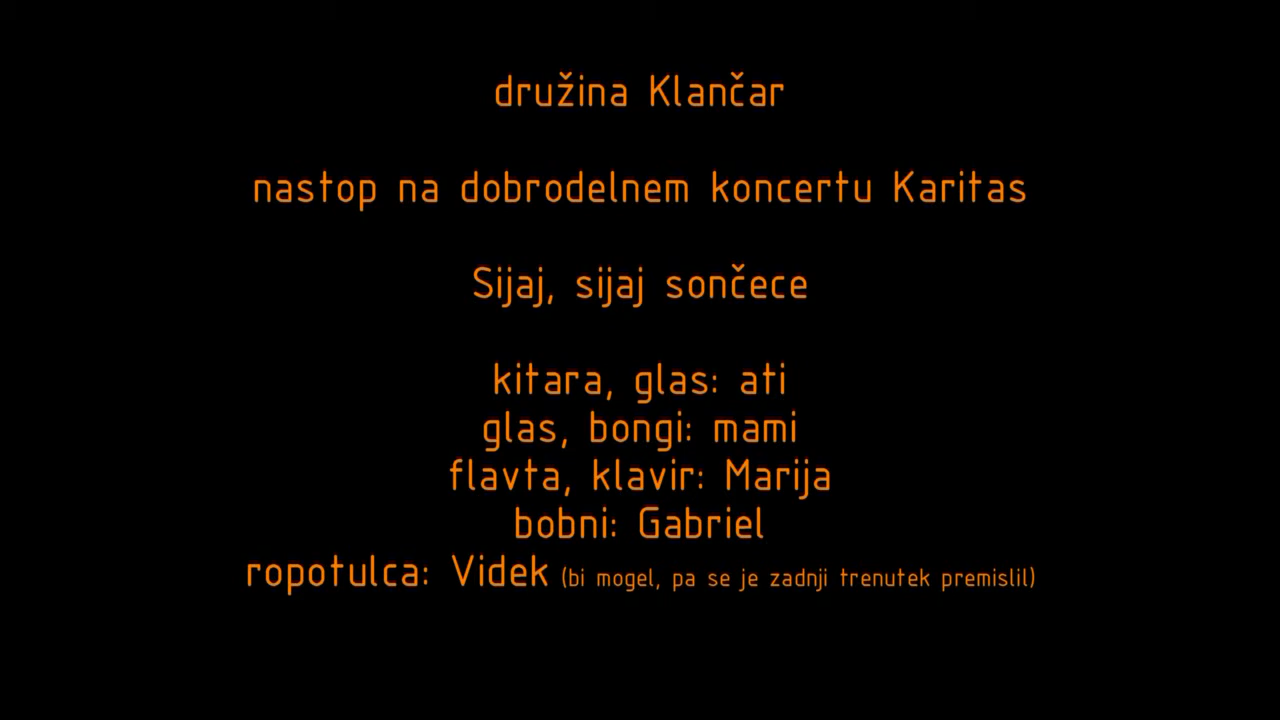 družina Klančar
nastop na dobrodelnem koncertu Karitas
Sijaj, sijaj sončece
kitara, glas: ati
glas, bongi: mami
flavta, klavir: Marija
bobni: Gabriel
ropotulca: Videk (bi mogel, pa se je zadnji trenutek premislil)